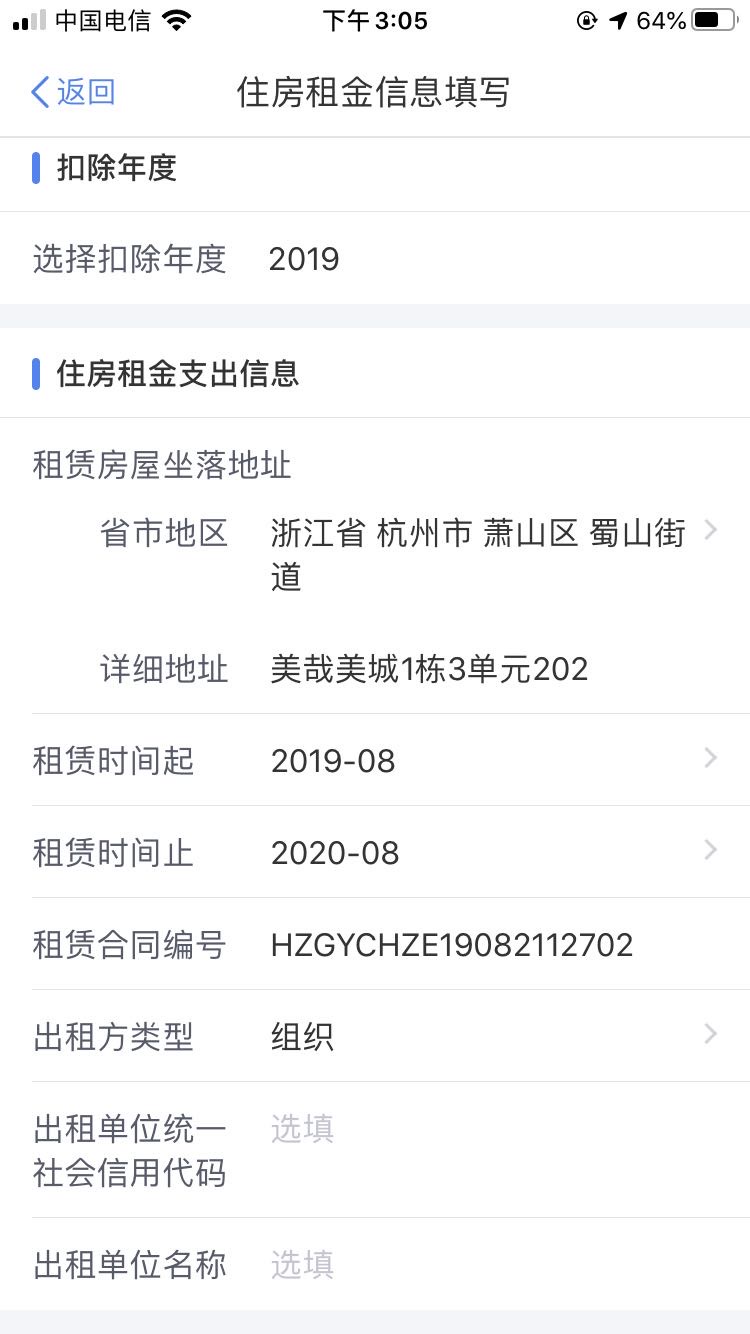 中国电信 下午3:05 64%
返回 住房租金信息填写
扣除年度
选择扣除年度 2019
住房租金支出信息
租赁房屋坐落地址
省市地区 浙江省 杭州市 萧山区 蜀山街
道
详细地址 美哉美城1栋3单元202
租赁时间起 2019-08
租赁时间止 2020-08
租赁合同编号 HZGYCHZE19082112702
出租方类型 组织
出租单位统一 选填
社会信用代码
出租单位名称 选填